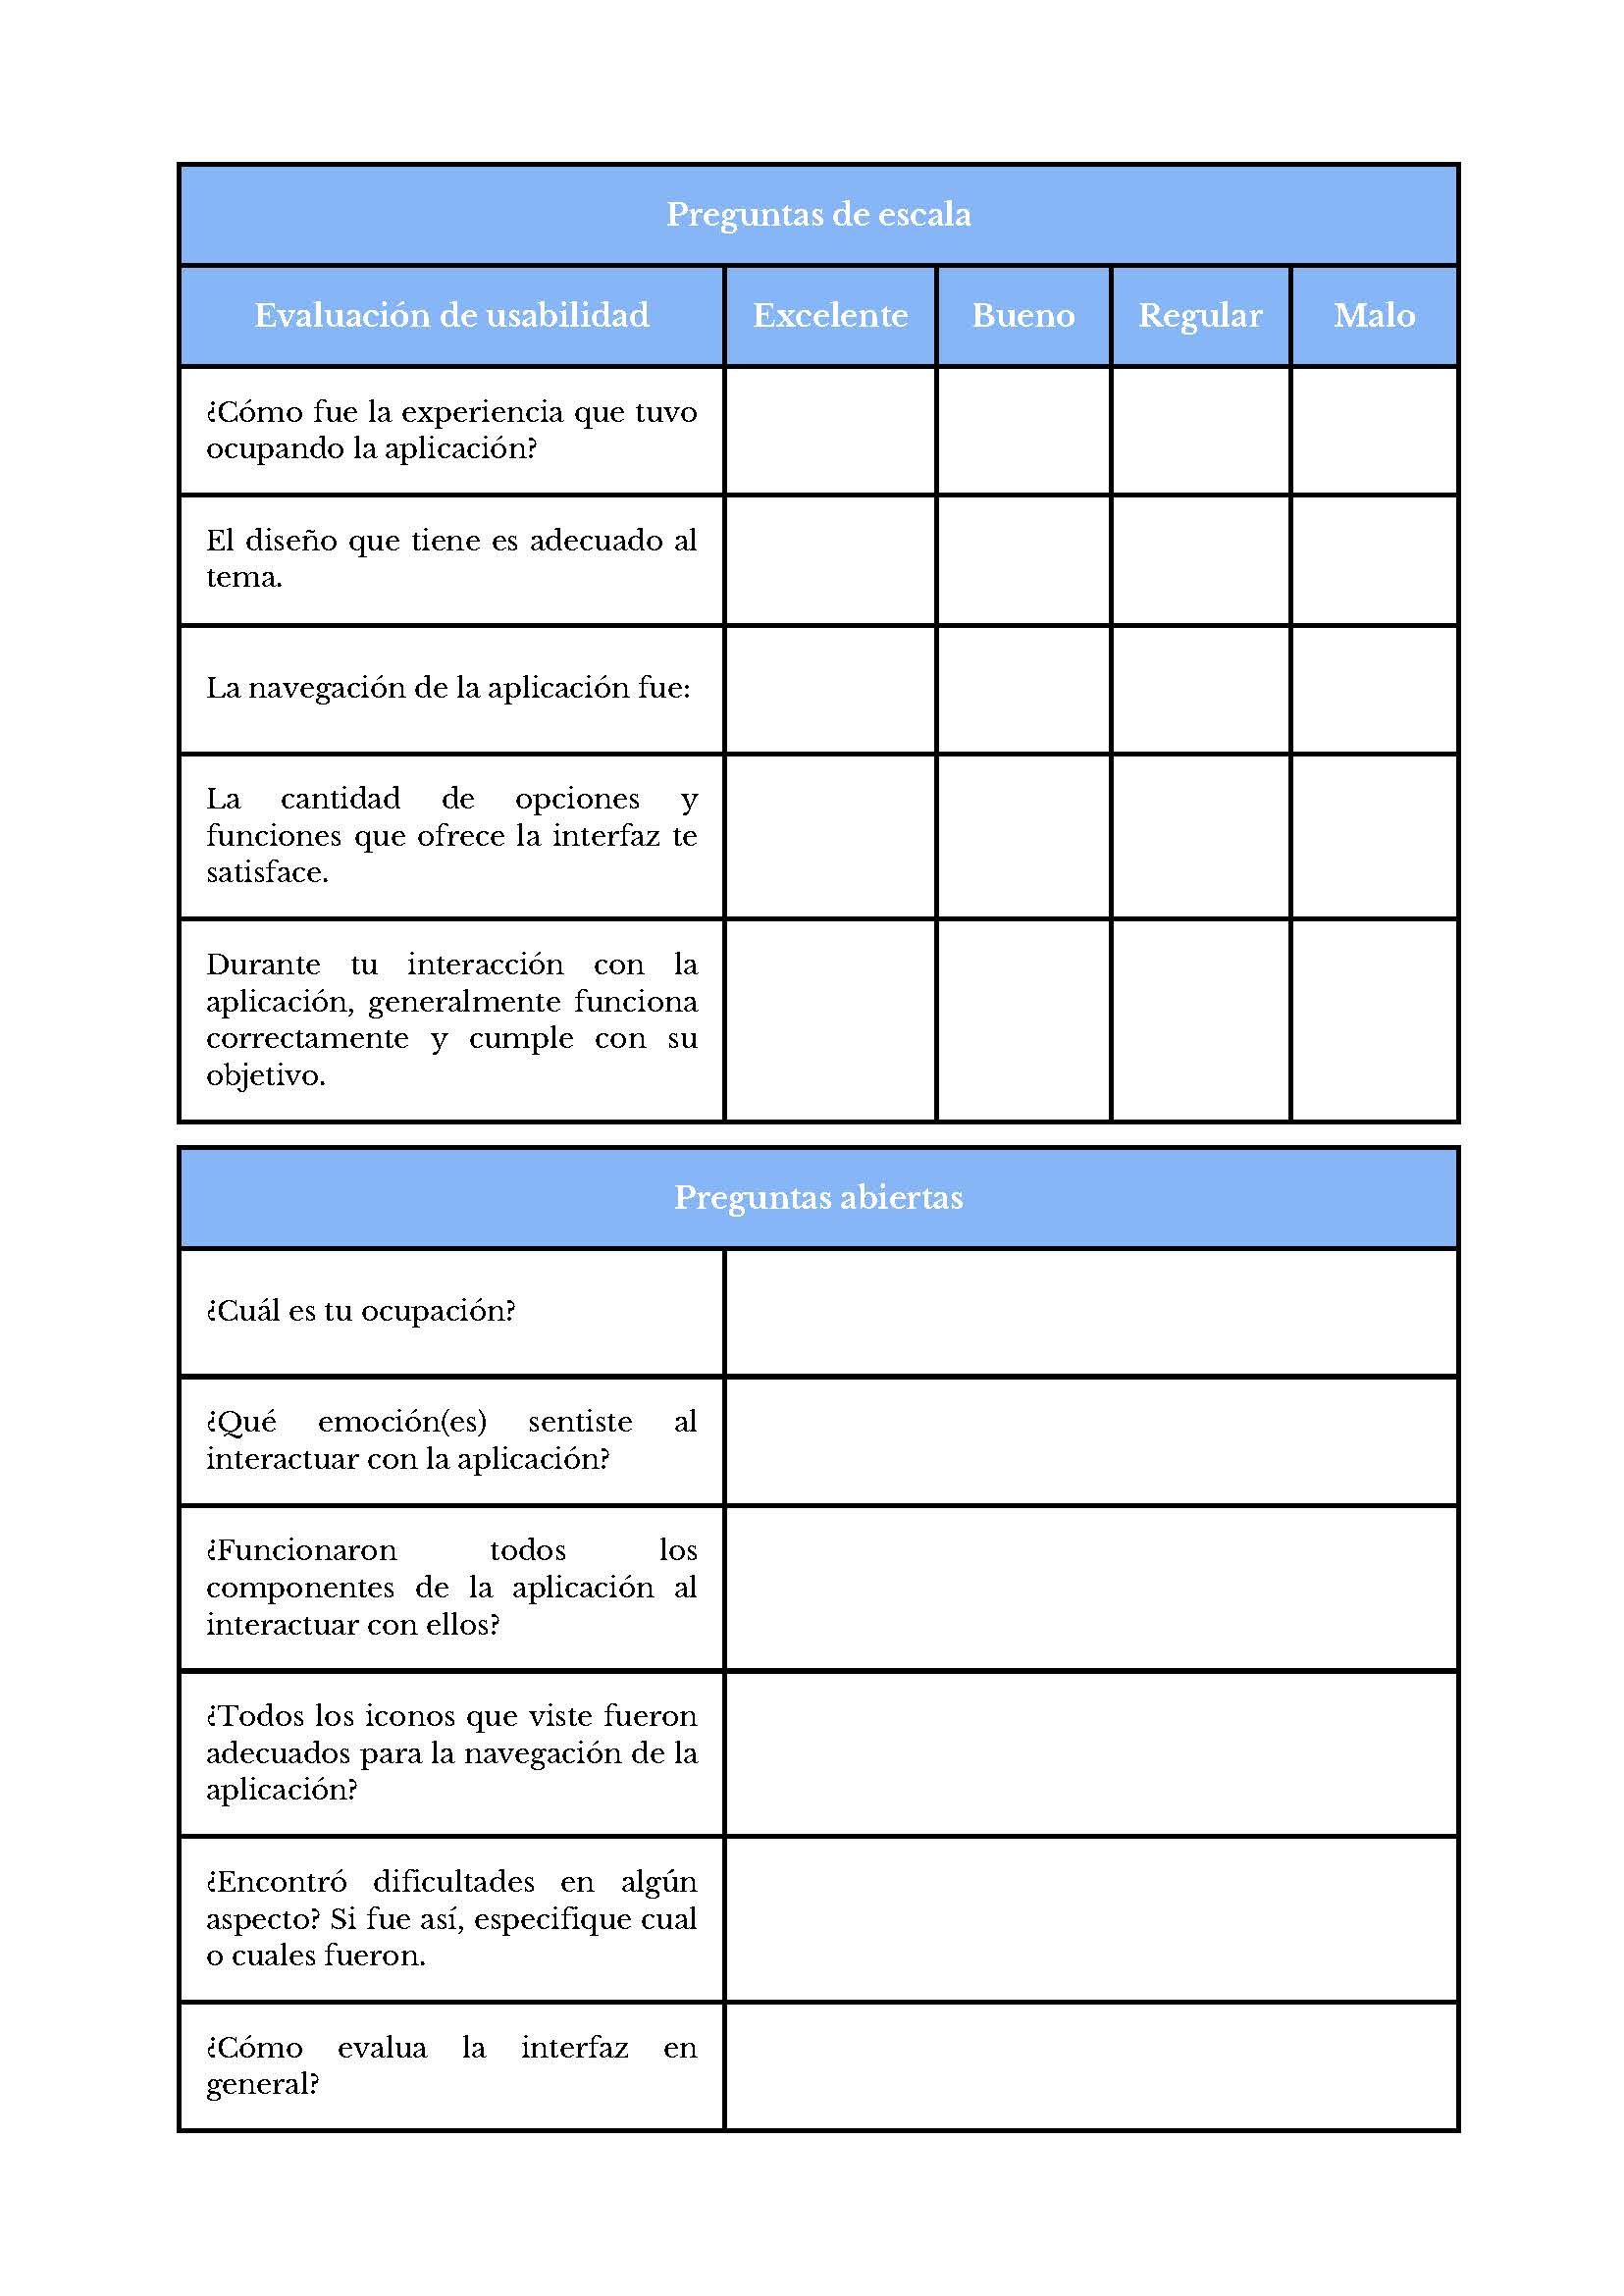 Preguntas de escala
Evaluación de usabilidad Excelente Bueno Regular Malo
¿Cómo fue la experiencia que tuvo
ocupando la aplicación?
El diseño que tiene es adecuado al
tema.
La navegación de la aplicación fue:
La cantidad de opciones y
funciones que ofrece la interfaz te
satisface.
Durante tu interacción con la
aplicación, generalmente funciona
correctamente y cumple con su
objetivo.
Preguntas abiertas
¿Cuál es tu ocupación?
¿Qué emoción(es) sentiste al
interactuar con la aplicación?
¿Funcionaron todos los
componentes de la aplicación al
interactuar con ellos?
¿Todos los iconos que viste fueron
adecuados para la navegación de la
aplicación?
¿Encontró dificultades en algún
aspecto? Si fue así, especifique cual
o cuales fueron.
¿Cómo evalua la interfaz en
general?